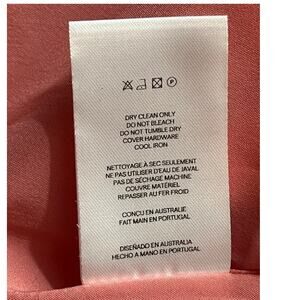 P
DRY CLEAN ONLY
DO NOT BLEACH
DO NOT TUMBLE DRY
COVER HARDWARE
COOL IRON
NETTOYAGE À SEC SEULEMENT
NE PAS UTILISER D'EAU DE JAVAL
PAS DE SÉCHAGE MACHINE
COUVRE MATÉRIEL
REPASSER AU FER FROID
CONÇU EN AUSTRALIE
FAIT MAIN ET PORTUGAL
DISEÑADO EN AUSTRALIA
HECHO A MANO EN PORTUGAL